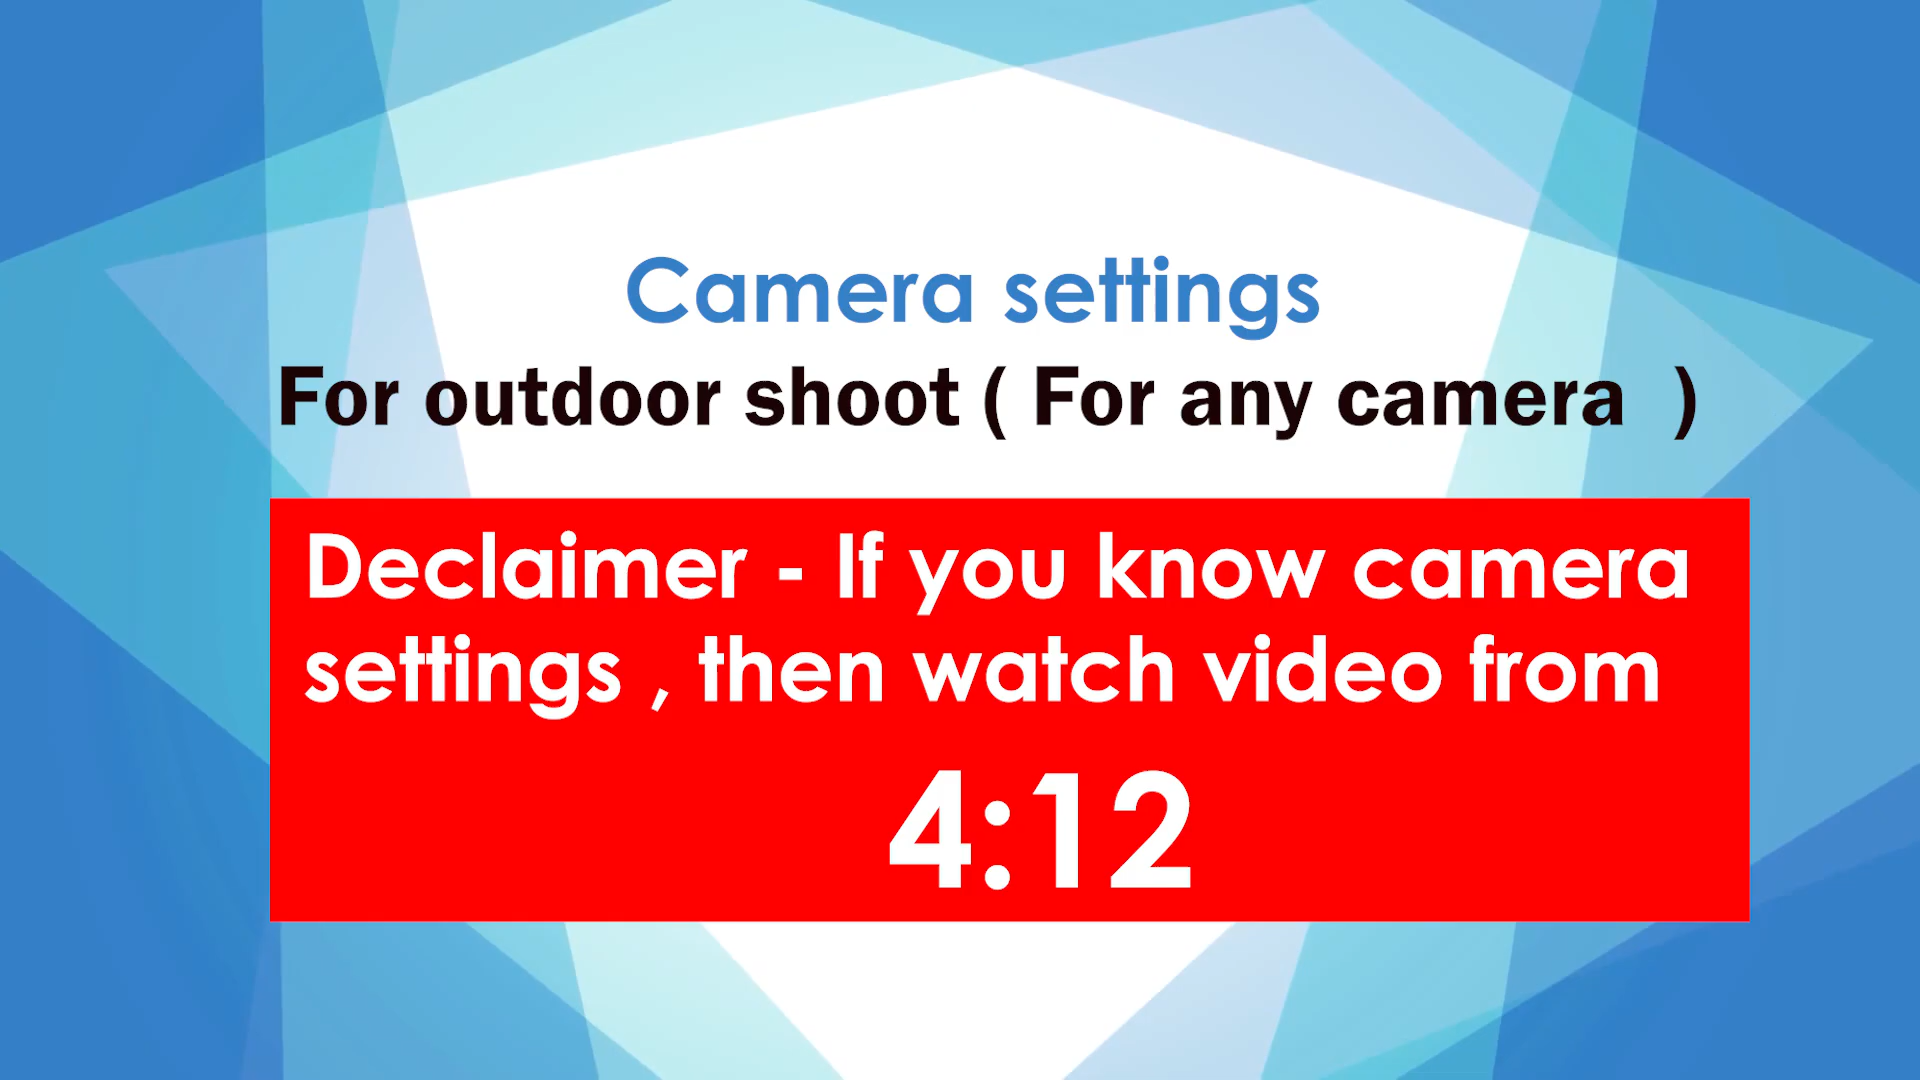 Camera settings
For outdoor shoot ( For any camera )
Declaimer - If you know camera
settings , then watch video from
4:12